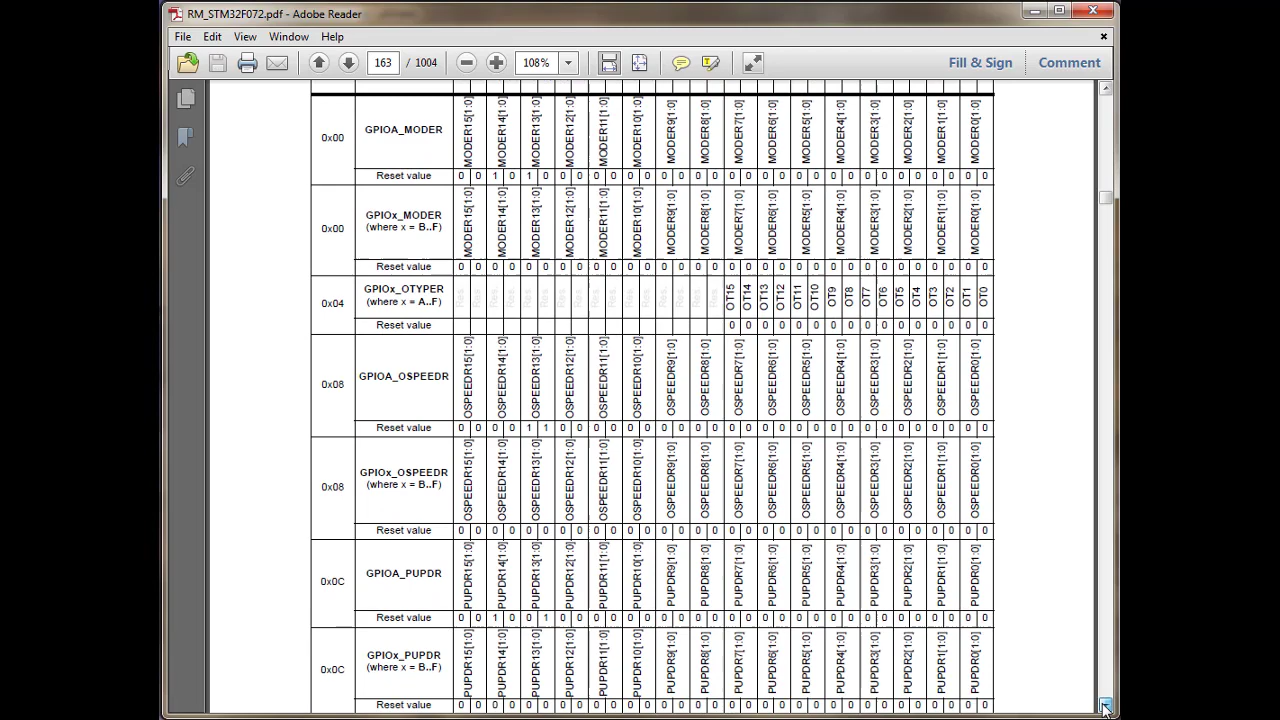 RM_STM32F072.pdf - Adobe Reader
File Edit View Window Help
163 / 1004 108% Fill & Sign Comment
0x00 GPIOA_MODER MODER15[1:0] MODER14[1:0] MODER13[1:0] MODER12[1:0] MODER11[1:0] MODER10[1:0] MODER9[1:0] MODER8[1:0] MODER7[1:0] MODER6[1:0] MODER5[1:0] MODER4[1:0] MODER3[1:0] MODER2[1:0] MODER1[1:0] MODER0[1:0]
Reset value 0 0 1 0 1 0 0 0 0 0 0 0 0 0 0 0 0 0 0 0 0 0 0 0 0 0 0 0 0 0 0 0
0x00 GPIOx_MODER (where x = B..F) MODER15[1:0] MODER14[1:0] MODER13[1:0] MODER12[1:0] MODER11[1:0] MODER10[1:0] MODER9[1:0] MODER8[1:0] MODER7[1:0] MODER6[1:0] MODER5[1:0] MODER4[1:0] MODER3[1:0] MODER2[1:0] MODER1[1:0] MODER0[1:0]
Reset value 0 0 0 0 0 0 0 0 0 0 0 0 0 0 0 0 0 0 0 0 0 0 0 0 0 0 0 0 0 0 0 0
0x04 GPIOx_OTYPER (where x = A..F) Res. Res. Res. Res. Res. Res. Res. Res. Res. Res. Res. Res. Res. Res. Res. Res. OT15 OT14 OT13 OT12 OT11 OT10 OT9 OT8 OT7 OT6 OT5 OT4 OT3 OT2 OT1 OT0
Reset value 0 0 0 0 0 0 0 0 0 0 0 0 0 0 0 0
0x08 GPIOA_OSPEEDR OSPEEDR15[1:0] OSPEEDR14[1:0] OSPEEDR13[1:0] OSPEEDR12[1:0] OSPEEDR11[1:0] OSPEEDR10[1:0] OSPEEDR9[1:0] OSPEEDR8[1:0] OSPEEDR7[1:0] OSPEEDR6[1:0] OSPEEDR5[1:0] OSPEEDR4[1:0] OSPEEDR3[1:0] OSPEEDR2[1:0] OSPEEDR1[1:0] OSPEEDR0[1:0]
Reset value 0 0 0 0 1 1 0 0 0 0 0 0 0 0 0 0 0 0 0 0 0 0 0 0 0 0 0 0 0 0 0 0
0x08 GPIOx_OSPEEDR (where x = B..F) OSPEEDR15[1:0] OSPEEDR14[1:0] OSPEEDR13[1:0] OSPEEDR12[1:0] OSPEEDR11[1:0] OSPEEDR10[1:0] OSPEEDR9[1:0] OSPEEDR8[1:0] OSPEEDR7[1:0] OSPEEDR6[1:0] OSPEEDR5[1:0] OSPEEDR4[1:0] OSPEEDR3[1:0] OSPEEDR2[1:0] OSPEEDR1[1:0] OSPEEDR0[1:0]
Reset value 0 0 0 0 0 0 0 0 0 0 0 0 0 0 0 0 0 0 0 0 0 0 0 0 0 0 0 0 0 0 0 0
0x0C GPIOA_PUPDR PUPDR15[1:0] PUPDR14[1:0] PUPDR13[1:0] PUPDR12[1:0] PUPDR11[1:0] PUPDR10[1:0] PUPDR9[1:0] PUPDR8[1:0] PUPDR7[1:0] PUPDR6[1:0] PUPDR5[1:0] PUPDR4[1:0] PUPDR3[1:0] PUPDR2[1:0] PUPDR1[1:0] PUPDR0[1:0]
Reset value 0 0 1 0 0 1 0 0 0 0 0 0 0 0 0 0 0 0 0 0 0 0 0 0 0 0 0 0 0 0 0 0
0x0C GPIOx_PUPDR (where x = B..F) PUPDR15[1:0] PUPDR14[1:0] PUPDR13[1:0] PUPDR12[1:0] PUPDR11[1:0] PUPDR10[1:0] PUPDR9[1:0] PUPDR8[1:0] PUPDR7[1:0] PUPDR6[1:0] PUPDR5[1:0] PUPDR4[1:0] PUPDR3[1:0] PUPDR2[1:0] PUPDR1[1:0] PUPDR0[1:0]
Reset value 0 0 0 0 0 0 0 0 0 0 0 0 0 0 0 0 0 0 0 0 0 0 0 0 0 0 0 0 0 0 0 0